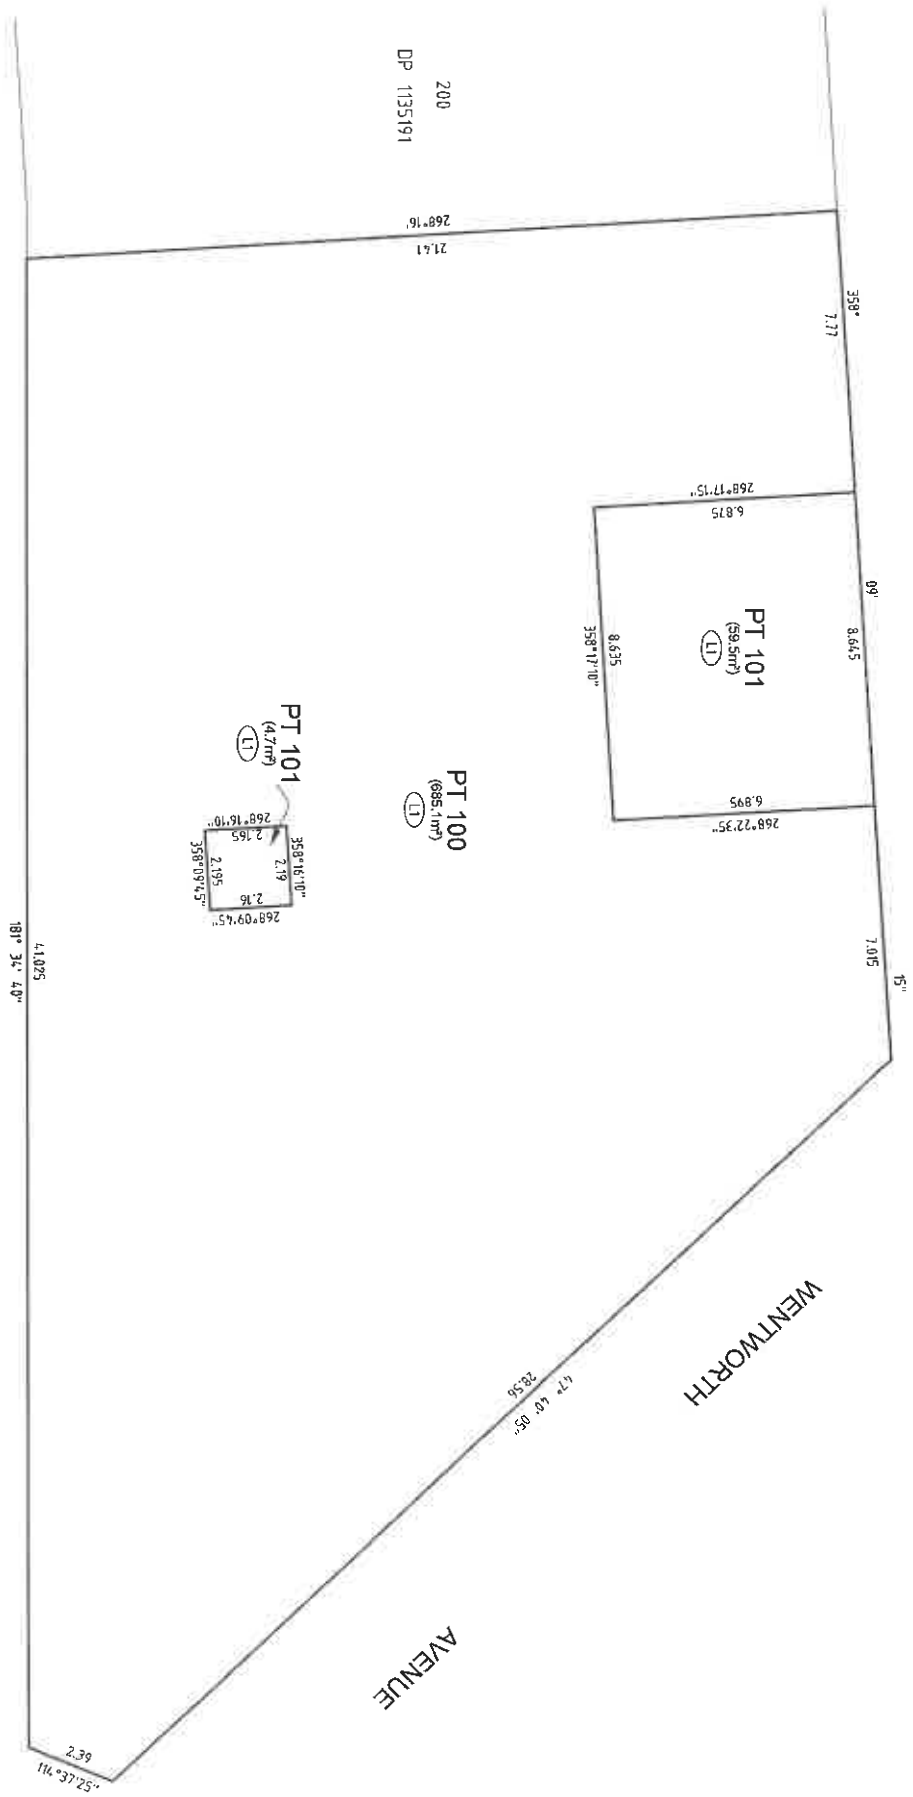 200
DP 1135191
268°16'
21.41
358°
7.77
09'
8.645
15"
7.015
268°17'15"
6.875
PT 101
(59.5m²)
L1
8.635
358°17'10"
6.895
268°22'35"
PT 101
(4.7m²)
L1
PT 100
(685.1m²)
L1
268°16'10"
2.165
358°16'10"
2.19
2.195
358°09'45"
2.16
268°09'45"
41.025
181° 34' 40"
28.56
47° 40' 05"
WENTWORTH
AVENUE
2.39
114°37'25"